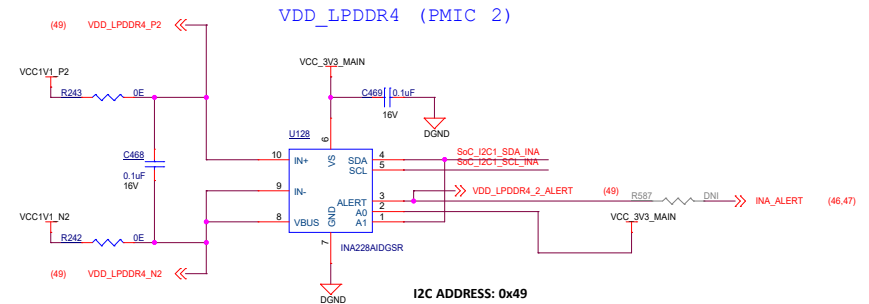 VDD_LPDDR4 (PMIC 2)
(49) VDD_LPDDR4_P2
VCC1V1_P2
VCC_3V3_MAIN
R243 0E
C469 0.1uF
16V
DGND
U128
C468
0.1uF
16V
10 IN+
9 IN-
8 VBUS
6 VS
7 GND
SDA 4
SCL 5
ALERT 3
A0 2
A1 1
SoC_I2C1_SDA_INA
SoC_I2C1_SCL_INA
VDD_LPDDR4_2_ALERT (49)
R587 DNI
INA_ALERT (46,47)
VCC_3V3_MAIN
VCC1V1_N2
R242 0E
INA228AIDGSR
(49) VDD_LPDDR4_N2
DGND
I2C ADDRESS: 0x49